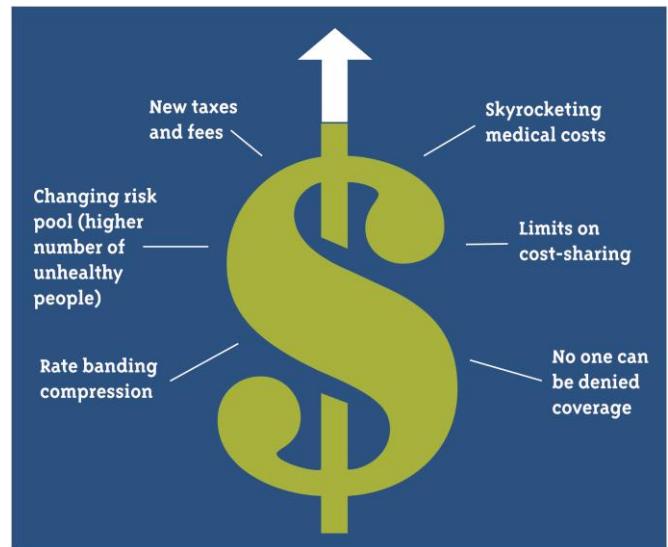 New taxes
and fees
Skyrocketing
medical costs
Changing risk
pool (higher
number of
unhealthy
people)
Limits on
cost-sharing
Rate banding
compression
No one can
be denied
coverage